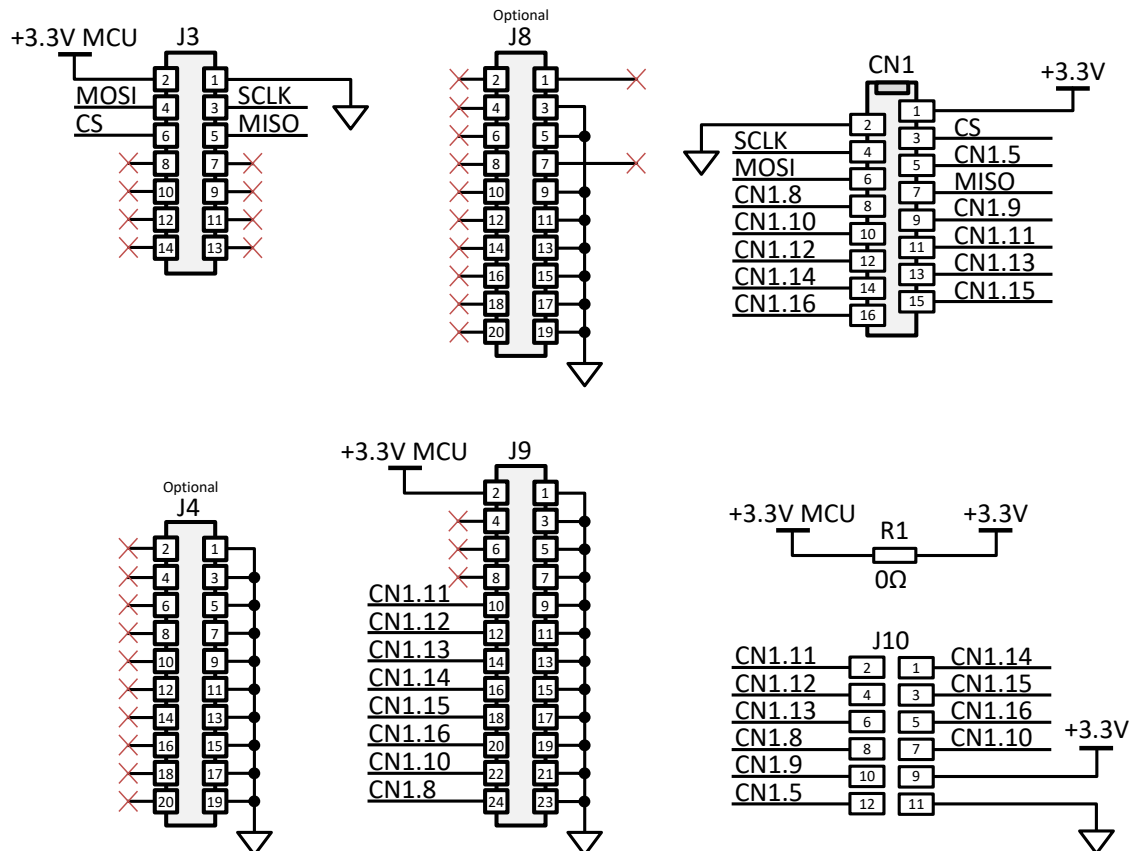 Optional
+3.3V MCU J3 J8
CN1 +3.3V
2 1 2 1 1
MOSI 4 3 SCLK 4 3 2 CS
CS 6 5 MISO 6 5 SCLK 4 3 CN1.5
8 7 8 7 MOSI 6 5 MISO
10 9 10 9 CN1.8 8 7 CN1.9
12 11 12 11 CN1.10 10 9 CN1.11
14 13 14 13 CN1.12 12 11 CN1.13
16 15 CN1.14 14 13 CN1.15
18 17 CN1.16 16 15
20 19
+3.3V MCU J9
2 1
Optional
J4
4 3 +3.3V MCU R1 +3.3V
2 1 6 5
4 3 8 7 0Ω
6 5 CN1.11 10 9
8 7 CN1.12 12 11 J10
10 9 CN1.13 14 13 CN1.11 2 1 CN1.14
12 11 CN1.14 16 15 CN1.12 4 3 CN1.15
14 13 CN1.15 18 17 CN1.13 6 5 CN1.16 +3.3V
16 15 CN1.16 20 19 CN1.8 8 7 CN1.10
18 17 CN1.10 22 21 CN1.9 10 9
20 19 CN1.8 24 23 CN1.5 12 11